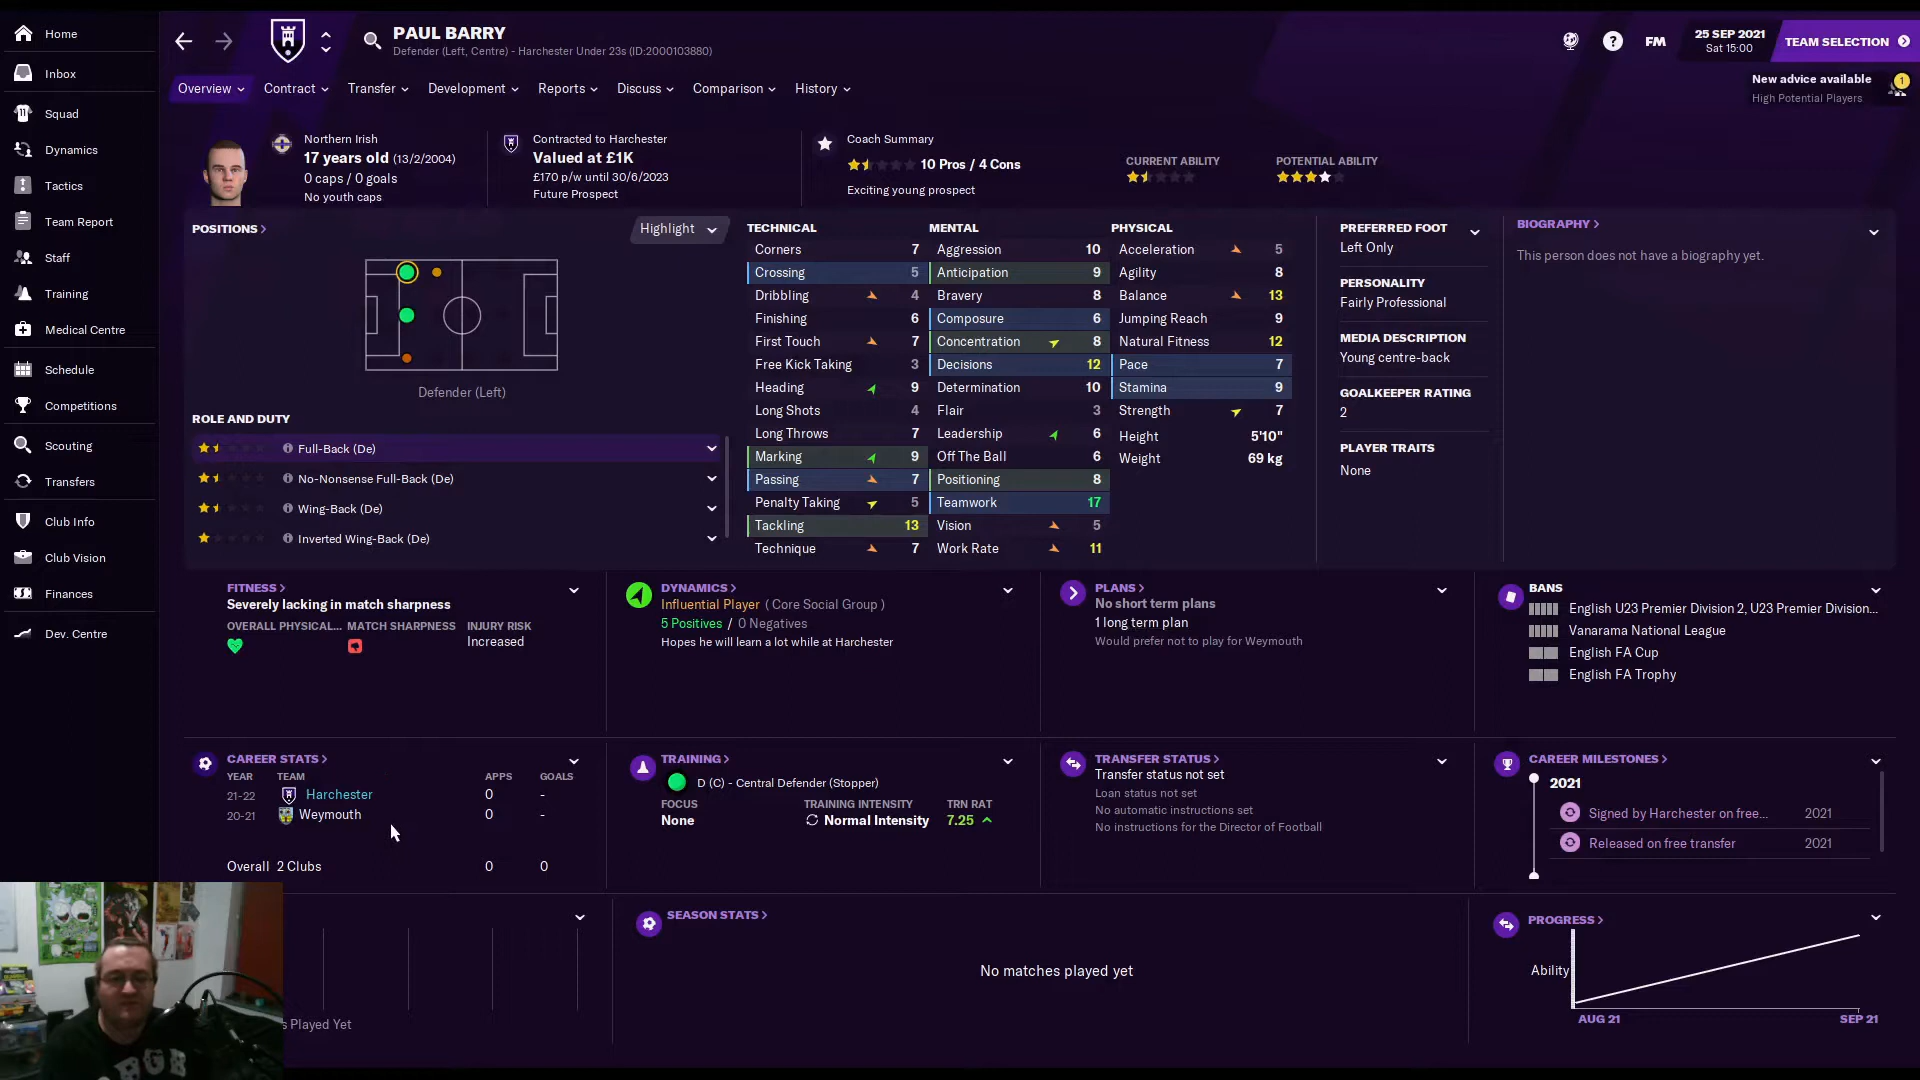 Home
Inbox
Squad
Dynamics
Tactics
Team Report
Staff
Training
Medical Centre
Schedule
Competitions
Scouting
Transfers
Club Info
Club Vision
Finances
Dev. Centre
PAUL BARRY
Defender (Left, Centre) - Harchester Under 23s (ID:2000103880)
FM
25 SEP 2021
Sat 15:00
TEAM SELECTION
Overview
Contract
Transfer
Development
Reports
Discuss
Comparison
History
New advice available
High Potential Players
1
Northern Irish
17 years old (13/2/2004)
0 caps / 0 goals
No youth caps
Contracted to Harchester
Valued at £1K
£170 p/w until 30/6/2023
Future Prospect
Coach Summary
10 Pros / 4 Cons
Exciting young prospect
CURRENT ABILITY
POTENTIAL ABILITY
POSITIONS
Highlight
Defender (Left)
ROLE AND DUTY
Full-Back (De)
No-Nonsense Full-Back (De)
Wing-Back (De)
Inverted Wing-Back (De)
TECHNICAL
Corners 7
Crossing 5
Dribbling 4
Finishing 6
First Touch 7
Free Kick Taking 3
Heading 9
Long Shots 4
Long Throws 7
Marking 9
Passing 7
Penalty Taking 5
Tackling 13
Technique 7
MENTAL
Aggression 10
Anticipation 9
Bravery 8
Composure 6
Concentration 8
Decisions 12
Determination 10
Flair 3
Leadership 6
Off The Ball 6
Positioning 8
Teamwork 17
Vision 5
Work Rate 11
PHYSICAL
Acceleration 5
Agility 8
Balance 13
Jumping Reach 9
Natural Fitness 12
Pace 7
Stamina 9
Strength 7
Height 5'10"
Weight 69 kg
PREFERRED FOOT
Left Only
PERSONALITY
Fairly Professional
MEDIA DESCRIPTION
Young centre-back
GOALKEEPER RATING
2
PLAYER TRAITS
None
BIOGRAPHY
This person does not have a biography yet.
FITNESS
Severely lacking in match sharpness
OVERALL PHYSICAL... MATCH SHARPNESS INJURY RISK
Increased
DYNAMICS
Influential Player ( Core Social Group )
5 Positives / 0 Negatives
Hopes he will learn a lot while at Harchester
PLANS
No short term plans
1 long term plan
Would prefer not to play for Weymouth
BANS
English U23 Premier Division 2, U23 Premier Division...
Vanarama National League
English FA Cup
English FA Trophy
CAREER STATS
YEAR TEAM APPS GOALS
21-22 Harchester 0 -
20-21 Weymouth 0 -
Overall 2 Clubs 0 0
TRAINING
D (C) - Central Defender (Stopper)
FOCUS TRAINING INTENSITY TRN RAT
None Normal Intensity 7.25
TRANSFER STATUS
Transfer status not set
Loan status not set
No automatic instructions set
No instructions for the Director of Football
CAREER MILESTONES
2021
Signed by Harchester on free... 2021
Released on free transfer 2021
s Played Yet
SEASON STATS
No matches played yet
PROGRESS
Ability
AUG 21
SEP 21